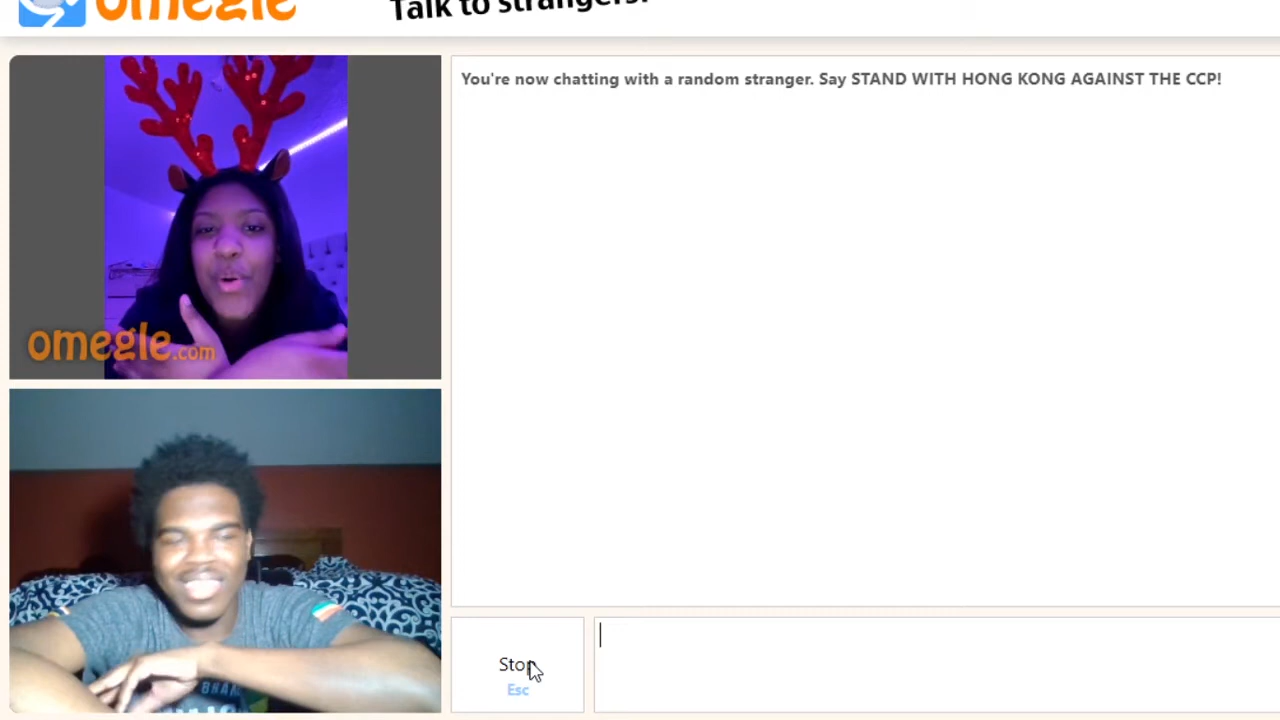 omegle
Talk to strangers!
You're now chatting with a random stranger. Say STAND WITH HONG KONG AGAINST THE CCP!
omegle.com
Stop
Esc